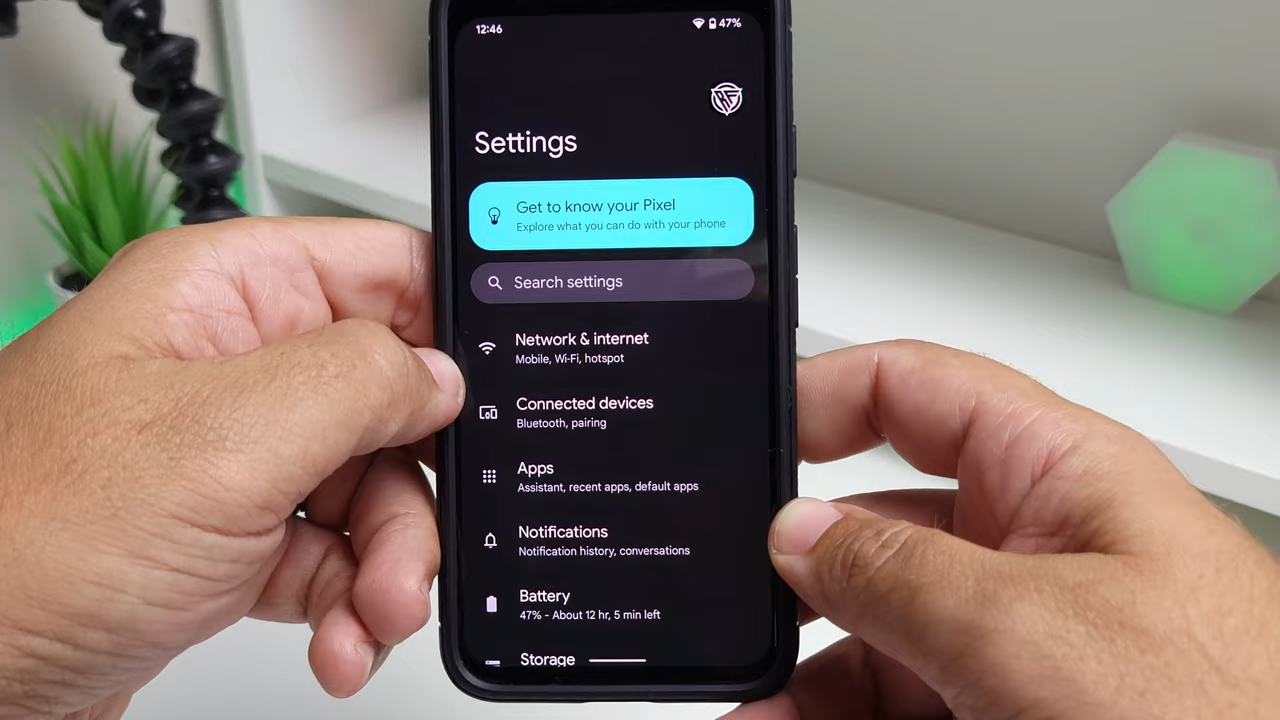 12:46
47%
Settings
Get to know your Pixel
Explore what you can do with your phone
Search settings
Network & internet
Mobile, Wi-Fi, hotspot
Connected devices
Bluetooth, pairing
Apps
Assistant, recent apps, default apps
Notifications
Notification history, conversations
Battery
47% - About 12 hr, 5 min left
Storage